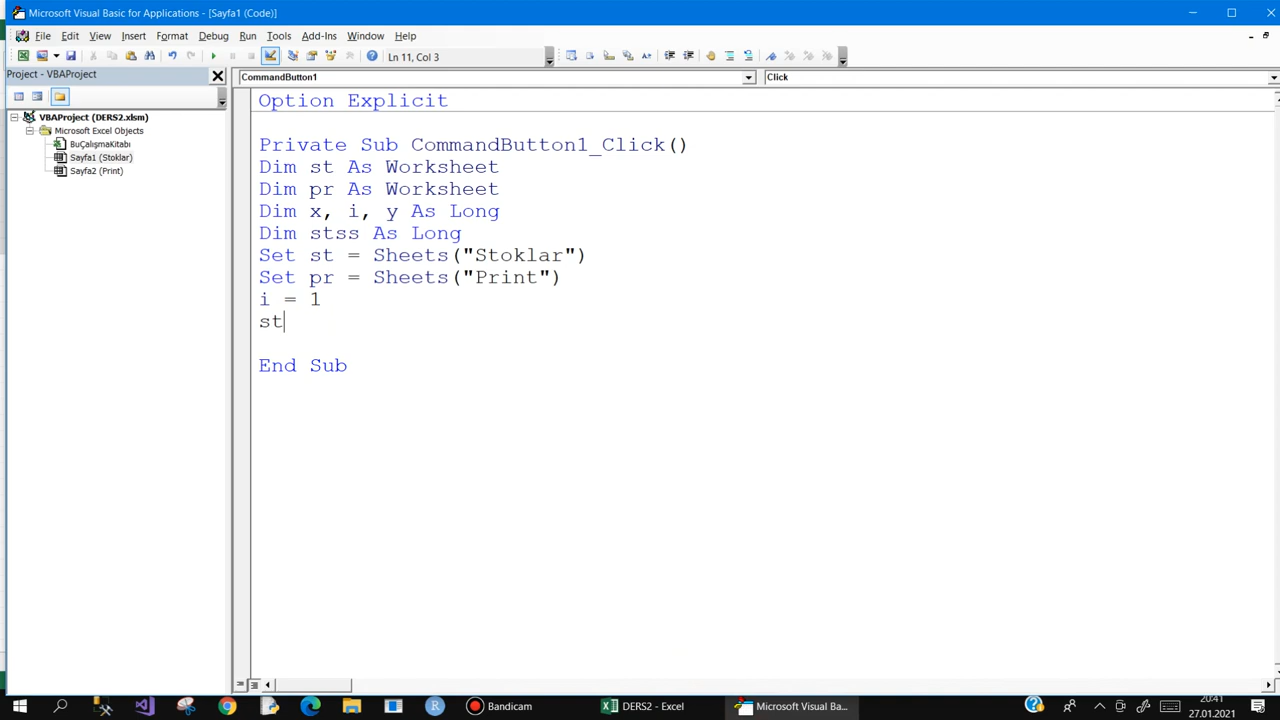 Microsoft Visual Basic for Applications - [Sayfa1 (Code)]
File Edit View Insert Format Debug Run Tools Add-Ins Window Help
Ln 11, Col 3
Project - VBAProject
CommandButton1
Click
VBAProject (DERS2.xlsm)
Microsoft Excel Objects
BuÇalışmaKitabı
Sayfa1 (Stoklar)
Sayfa2 (Print)
Option Explicit
Private Sub CommandButton1_Click()
Dim st As Worksheet
Dim pr As Worksheet
Dim x, i, y As Long
Dim stss As Long
Set st = Sheets("Stoklar")
Set pr = Sheets("Print")
i = 1
st
End Sub
Bandicam
DERS2 - Excel
Microsoft Visual Ba...
20:41
27.01.2021